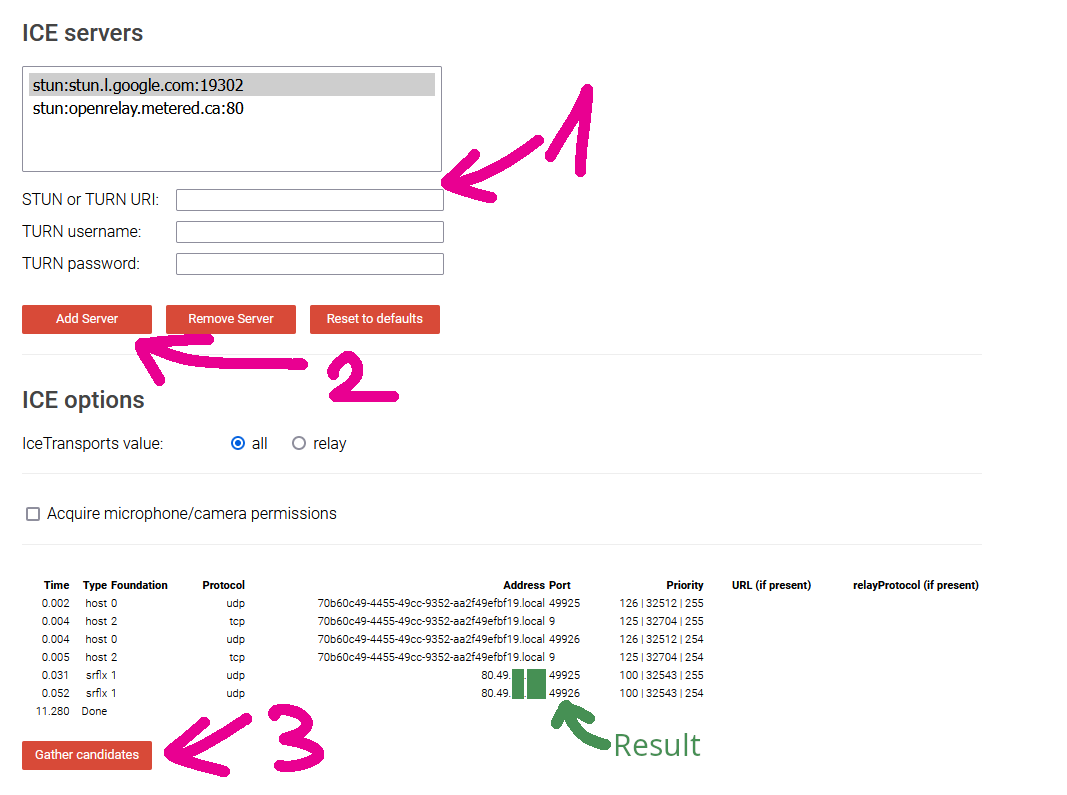 ICE servers
stun:stun.l.google.com:19302
stun:openrelay.metered.ca:80
1
STUN or TURN URI:
TURN username:
TURN password:
Add Server Remove Server Reset to defaults
2
ICE options
IceTransports value: all relay
Acquire microphone/camera permissions
Time Type Foundation Protocol Address Port Priority URL (if present) relayProtocol (if present)
0.002 host 0 udp 70b60c49-4455-49cc-9352-aa2f49efbf19.local 49925 126 | 32512 | 255
0.004 host 2 tcp 70b60c49-4455-49cc-9352-aa2f49efbf19.local 9 125 | 32704 | 255
0.004 host 0 udp 70b60c49-4455-49cc-9352-aa2f49efbf19.local 49926 126 | 32512 | 254
0.005 host 2 tcp 70b60c49-4455-49cc-9352-aa2f49efbf19.local 9 125 | 32704 | 254
0.031 srflx 1 udp 80.49. . 49925 100 | 32543 | 255
0.052 srflx 1 udp 80.49. . 49926 100 | 32543 | 254
11.280 Done
Gather candidates
3
Result